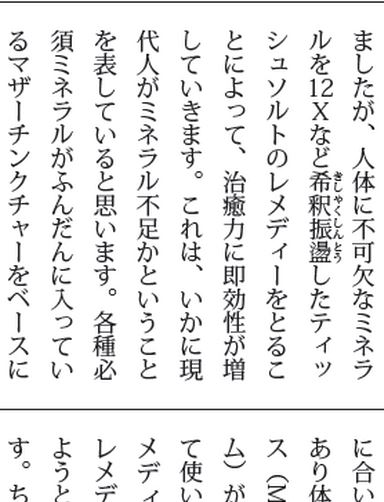 ましたが、人体に不可欠なミネラ
ルを12Xなど希釈振盪したティッ
シュソルトのレメディーをとるこ
とによって、治癒力に即効性が増
していきます。これは、いかに現
代人がミネラル不足かということ
を表していると思います。各種必
須ミネラルがふんだんに入ってい
るマザーチンクチャーをベースに
に合い
あり体
ス（M
ム）が
て使い
メディ
レメデ
ようと
す。ち